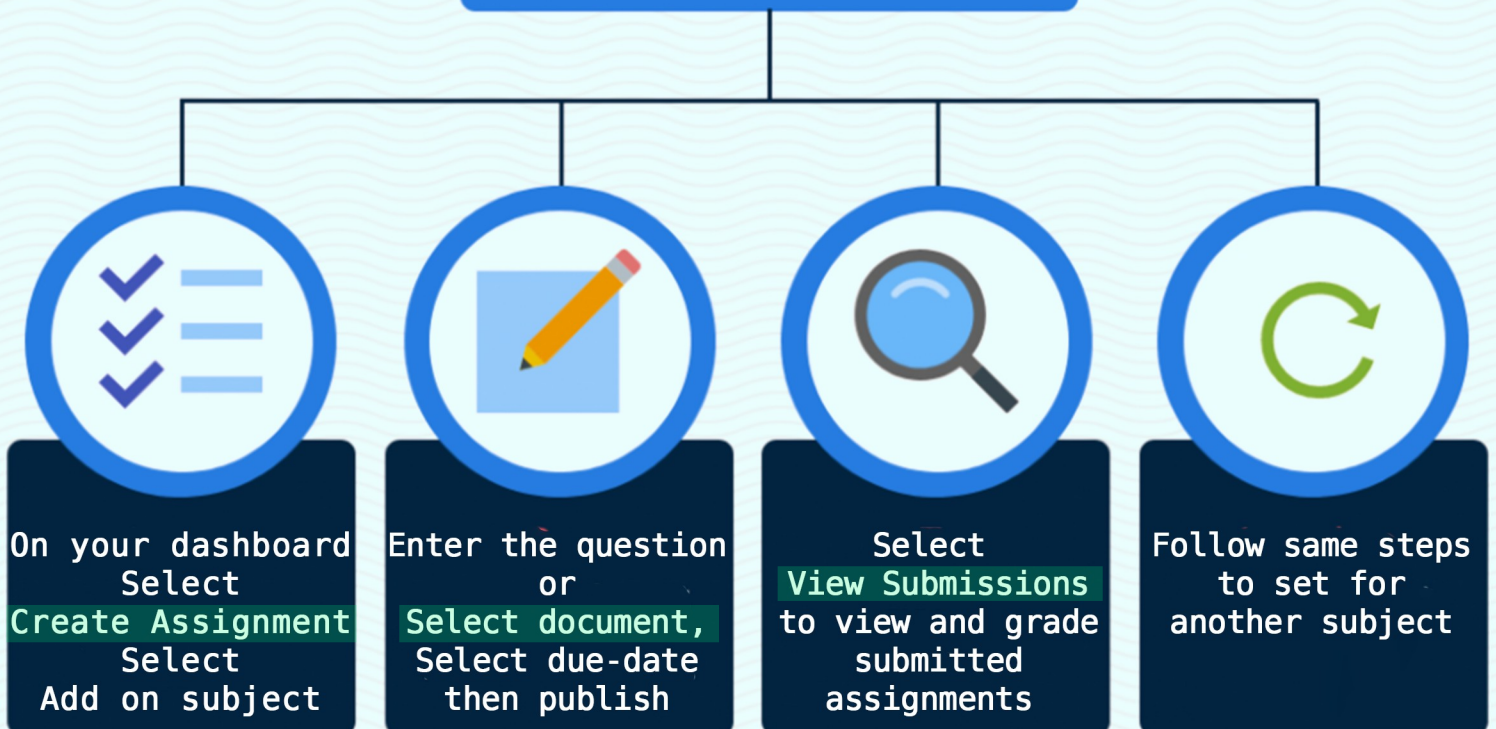 On your dashboard
Select
Create Assignment
Select
Add on subject
Enter the question
or
Select document,
Select due-date
then publish
Select
View Submissions
to view and grade
submitted
assignments
Follow same steps
to set for
another subject